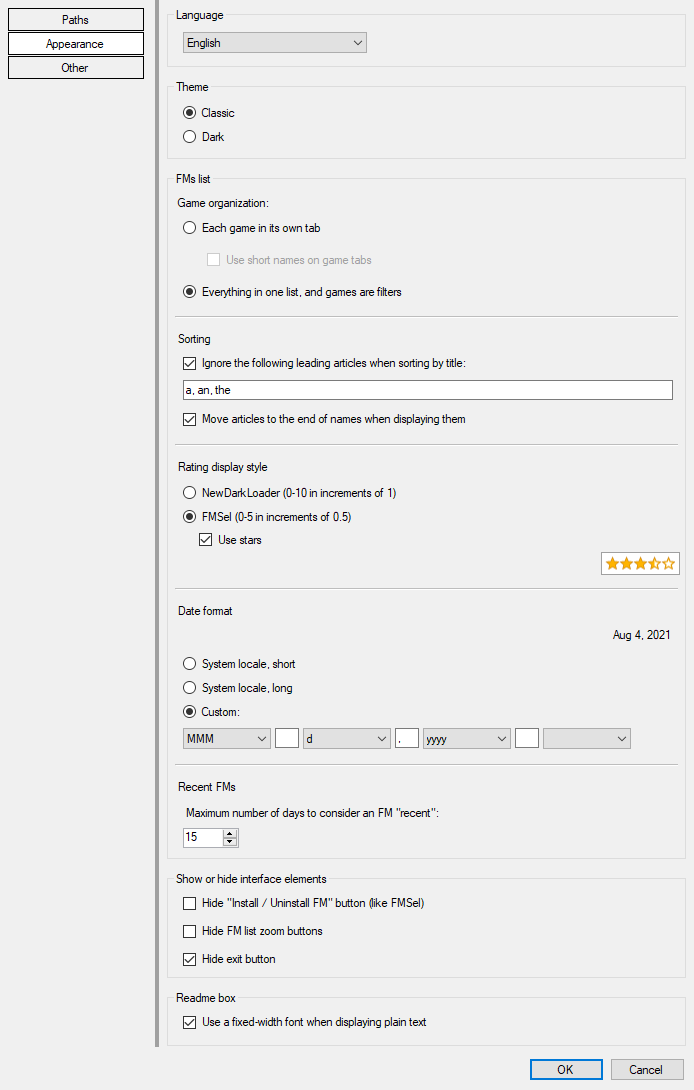 Paths
Appearance
Other
Language
English
Theme
Classic
Dark
FMs list
Game organization:
Each game in its own tab
Use short names on game tabs
Everything in one list, and games are filters
Sorting
Ignore the following leading articles when sorting by title:
a, an, the
Move articles to the end of names when displaying them
Rating display style
NewDarkLoader (0-10 in increments of 1)
FMSel (0-5 in increments of 0.5)
Use stars
Date format
Aug 4, 2021
System locale, short
System locale, long
Custom:
MMM d , yyyy
Recent FMs
Maximum number of days to consider an FM "recent":
15
Show or hide interface elements
Hide "Install / Uninstall FM" button (like FMSel)
Hide FM list zoom buttons
Hide exit button
Readme box
Use a fixed-width font when displaying plain text
OK Cancel